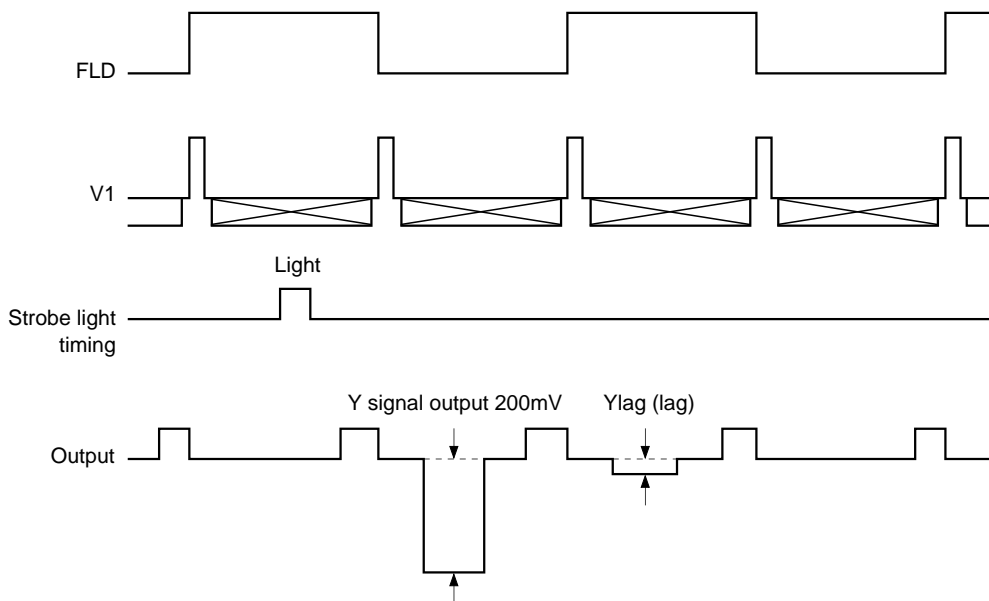 FLD
V1
Light
Strobe light
timing
Y signal output 200mV
Ylag (lag)
Output